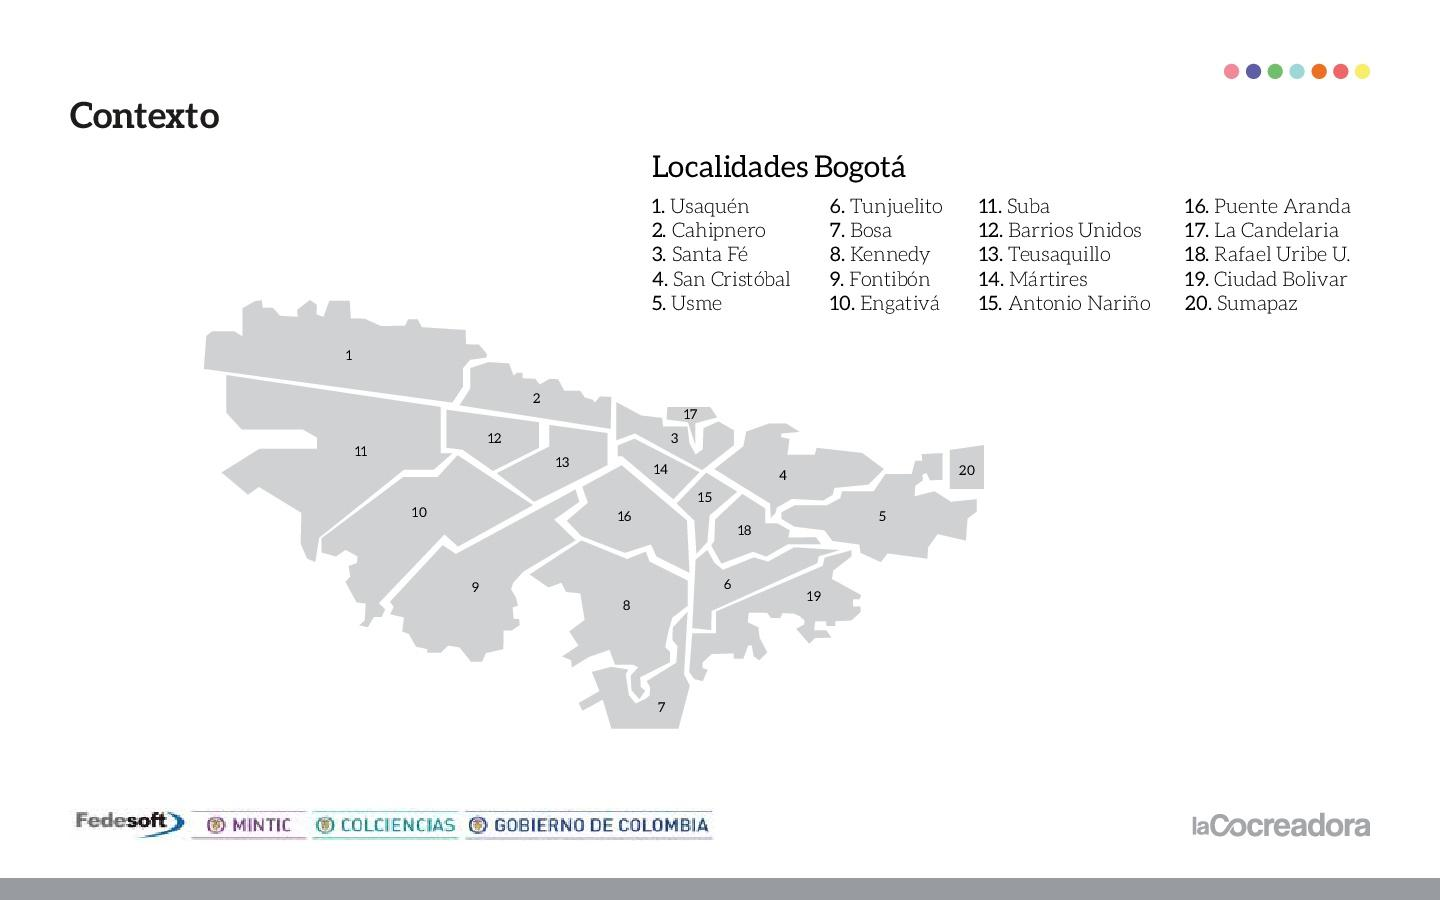 Contexto
Localidades Bogotá
1. Usaquén
2. Cahipnero
3. Santa Fé
4. San Cristóbal
5. Usme
6. Tunjuelito
7. Bosa
8. Kennedy
9. Fontibón
10. Engativá
11. Suba
12. Barrios Unidos
13. Teusaquillo
14. Mártires
15. Antonio Nariño
16. Puente Aranda
17. La Candelaria
18. Rafael Uribe U.
19. Ciudad Bolivar
20. Sumapaz
1
2
17
3
12
11
13
14
4
20
15
10
16
5
18
9
6
19
8
7
Fedesoft
MINTIC
COLCIENCIAS
GOBIERNO DE COLOMBIA
laCocreadora